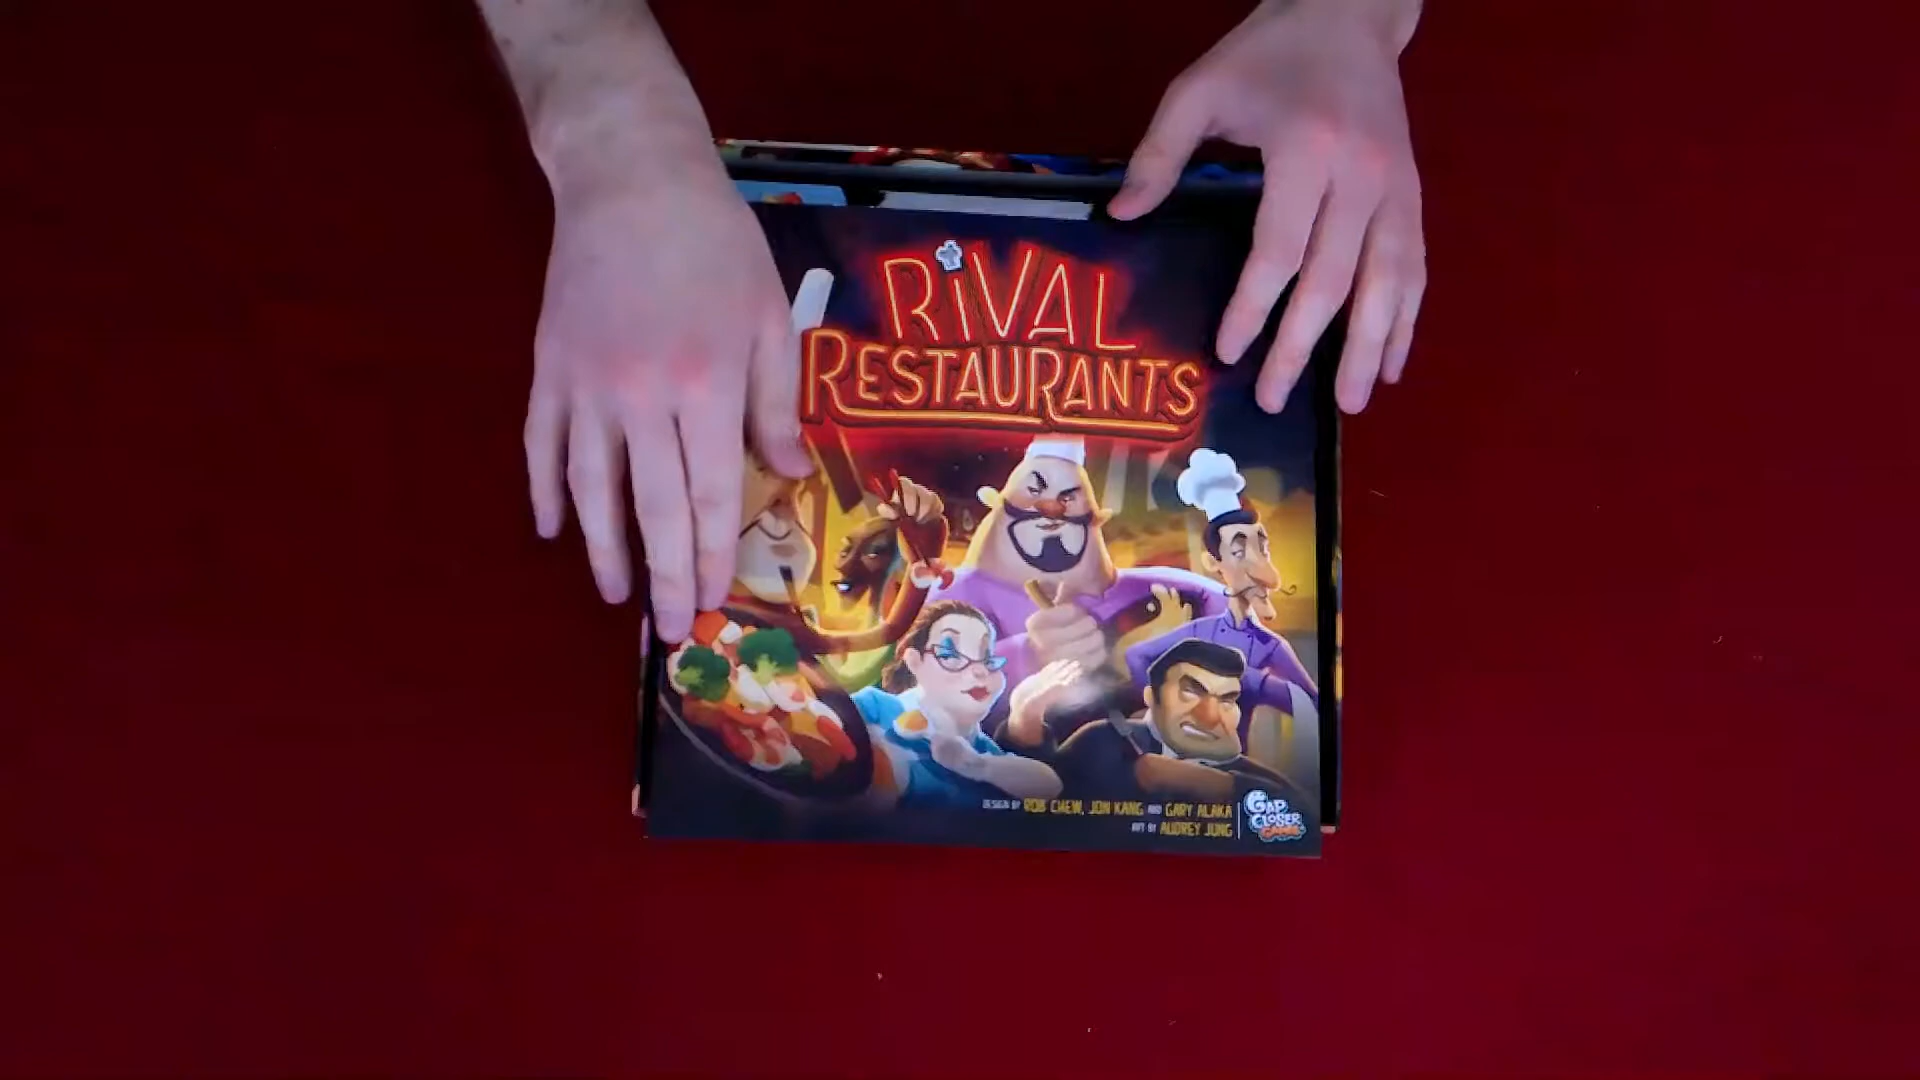 RiVAL
RESTAURANTS
DESIGN BY ROB CHEW, JON KANG AND GARY ALAKA
ART BY AUDREY JUNG
GAP
CLOSER
GAMES